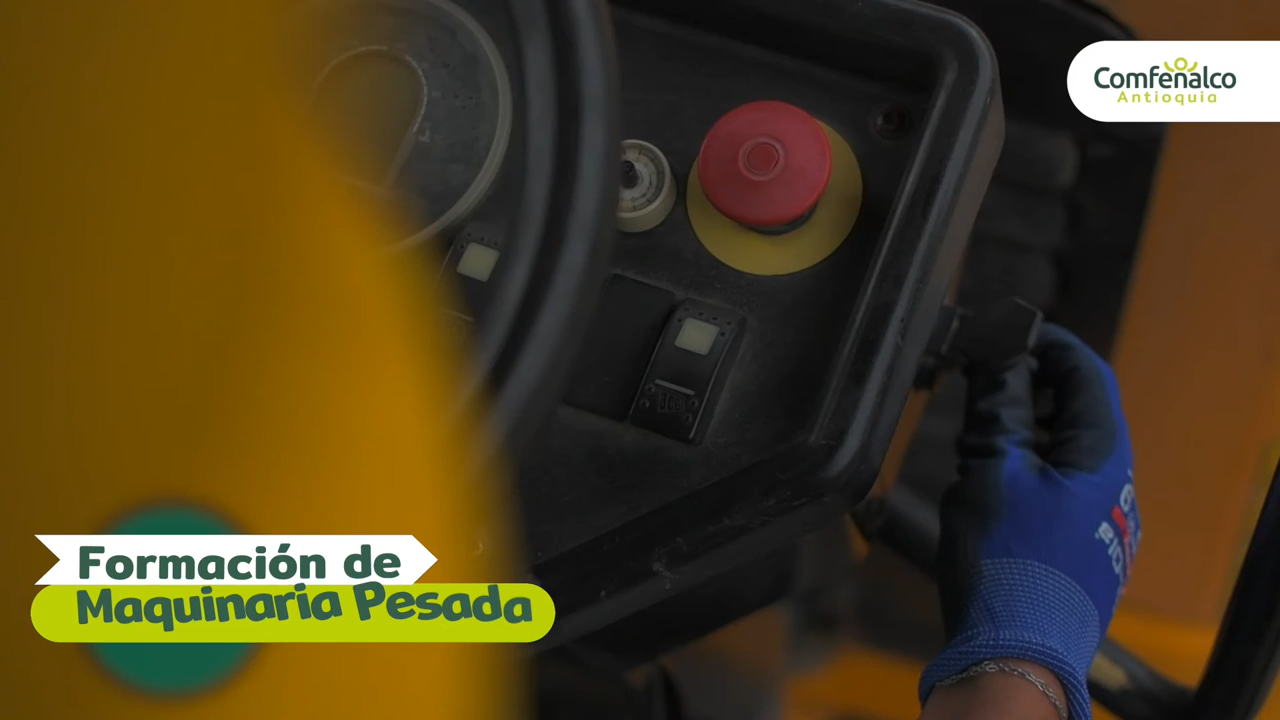 Comfenalco
Antioquia
Formación de
Maquinaria Pesada